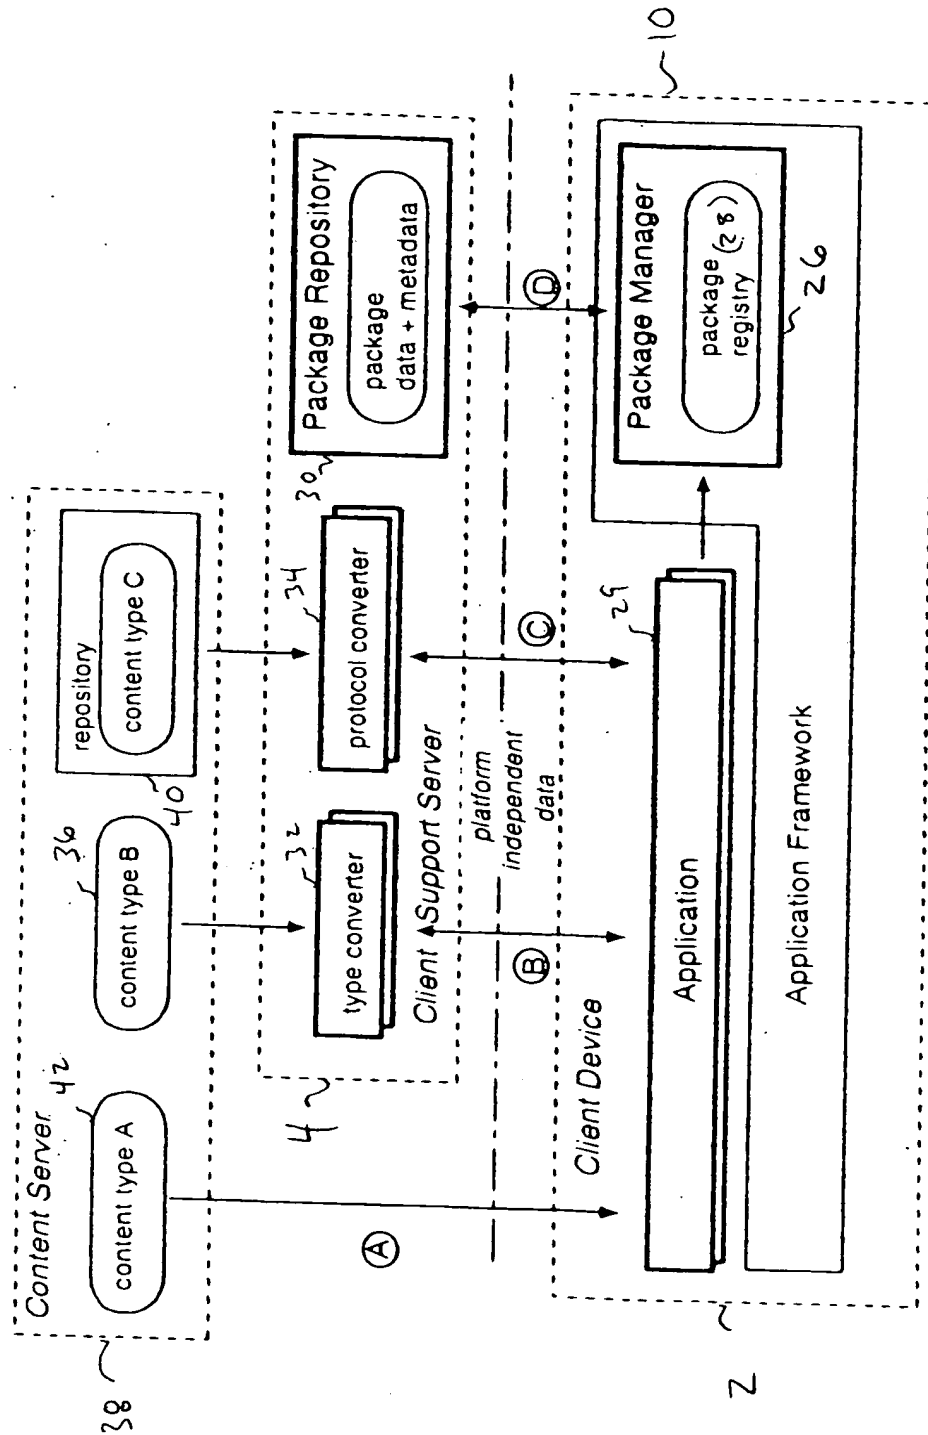 Content Server
38
42
content type A
36
content type B
repository
content type C
40
A
4
32
type converter
34
protocol converter
Client Support Server
30
Package Repository
package
data + metadata
platform
independent
data
B
C
D
Client Device
2
29
Application
Application Framework
10
Package Manager
package
registry (28)
26